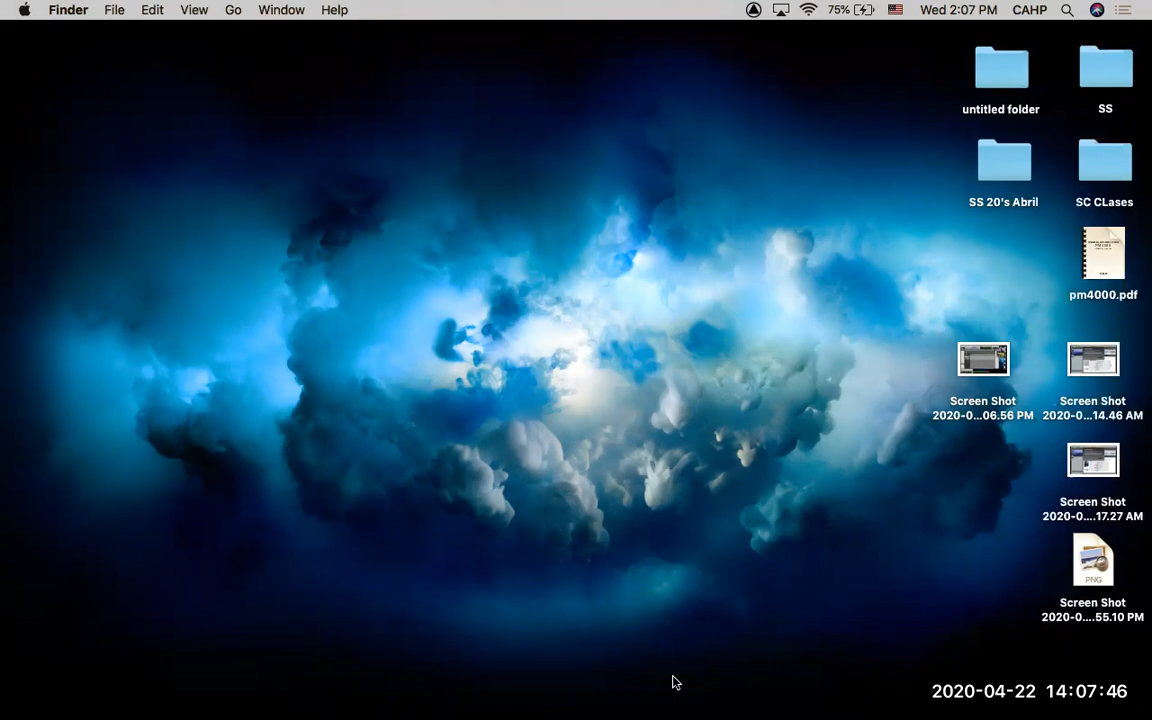 Finder File Edit View Go Window Help 75% Wed 2:07 PM CAHP
untitled folder SS
SS 20's Abril SC CLases
pm4000.pdf
Screen Shot
2020-0...06.56 PM
Screen Shot
2020-0...14.46 AM
Screen Shot
2020-0....17.27 AM
PNG
Screen Shot
2020-0....55.10 PM
2020-04-22 14:07:46